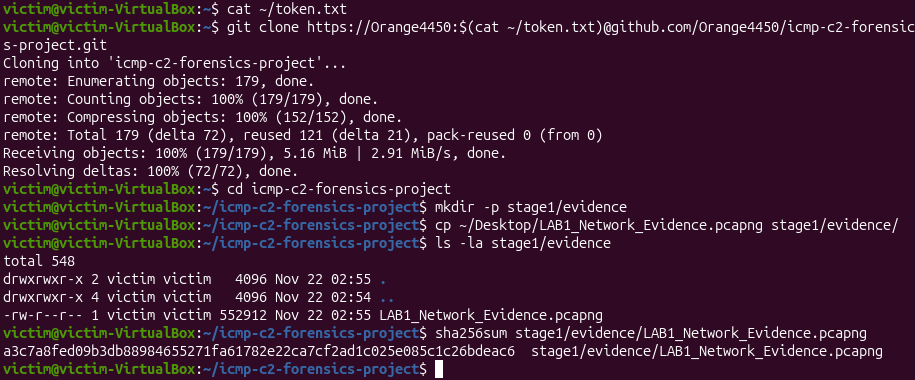 victim@victim-VirtualBox:~$ cat ~/token.txt
victim@victim-VirtualBox:~$ git clone https://Orange4450:$(cat ~/token.txt)@github.com/Orange4450/icmp-c2-forensic
s-project.git
Cloning into 'icmp-c2-forensics-project'...
remote: Enumerating objects: 179, done.
remote: Counting objects: 100% (179/179), done.
remote: Compressing objects: 100% (152/152), done.
remote: Total 179 (delta 72), reused 121 (delta 21), pack-reused 0 (from 0)
Receiving objects: 100% (179/179), 5.16 MiB | 2.91 MiB/s, done.
Resolving deltas: 100% (72/72), done.
victim@victim-VirtualBox:~$ cd icmp-c2-forensics-project
victim@victim-VirtualBox:~/icmp-c2-forensics-project$ mkdir -p stage1/evidence
victim@victim-VirtualBox:~/icmp-c2-forensics-project$ cp ~/Desktop/LAB1_Network_Evidence.pcapng stage1/evidence/
victim@victim-VirtualBox:~/icmp-c2-forensics-project$ ls -la stage1/evidence
total 548
drwxrwxr-x 2 victim victim   4096 Nov 22 02:55 .
drwxrwxr-x 4 victim victim   4096 Nov 22 02:54 ..
-rw-r--r-- 1 victim victim 552912 Nov 22 02:55 LAB1_Network_Evidence.pcapng
victim@victim-VirtualBox:~/icmp-c2-forensics-project$ sha256sum stage1/evidence/LAB1_Network_Evidence.pcapng
a3c7a8fed09b3db88984655271fa61782e22ca7cf2ad1c025e085c1c26bdeac6  stage1/evidence/LAB1_Network_Evidence.pcapng
victim@victim-VirtualBox:~/icmp-c2-forensics-project$